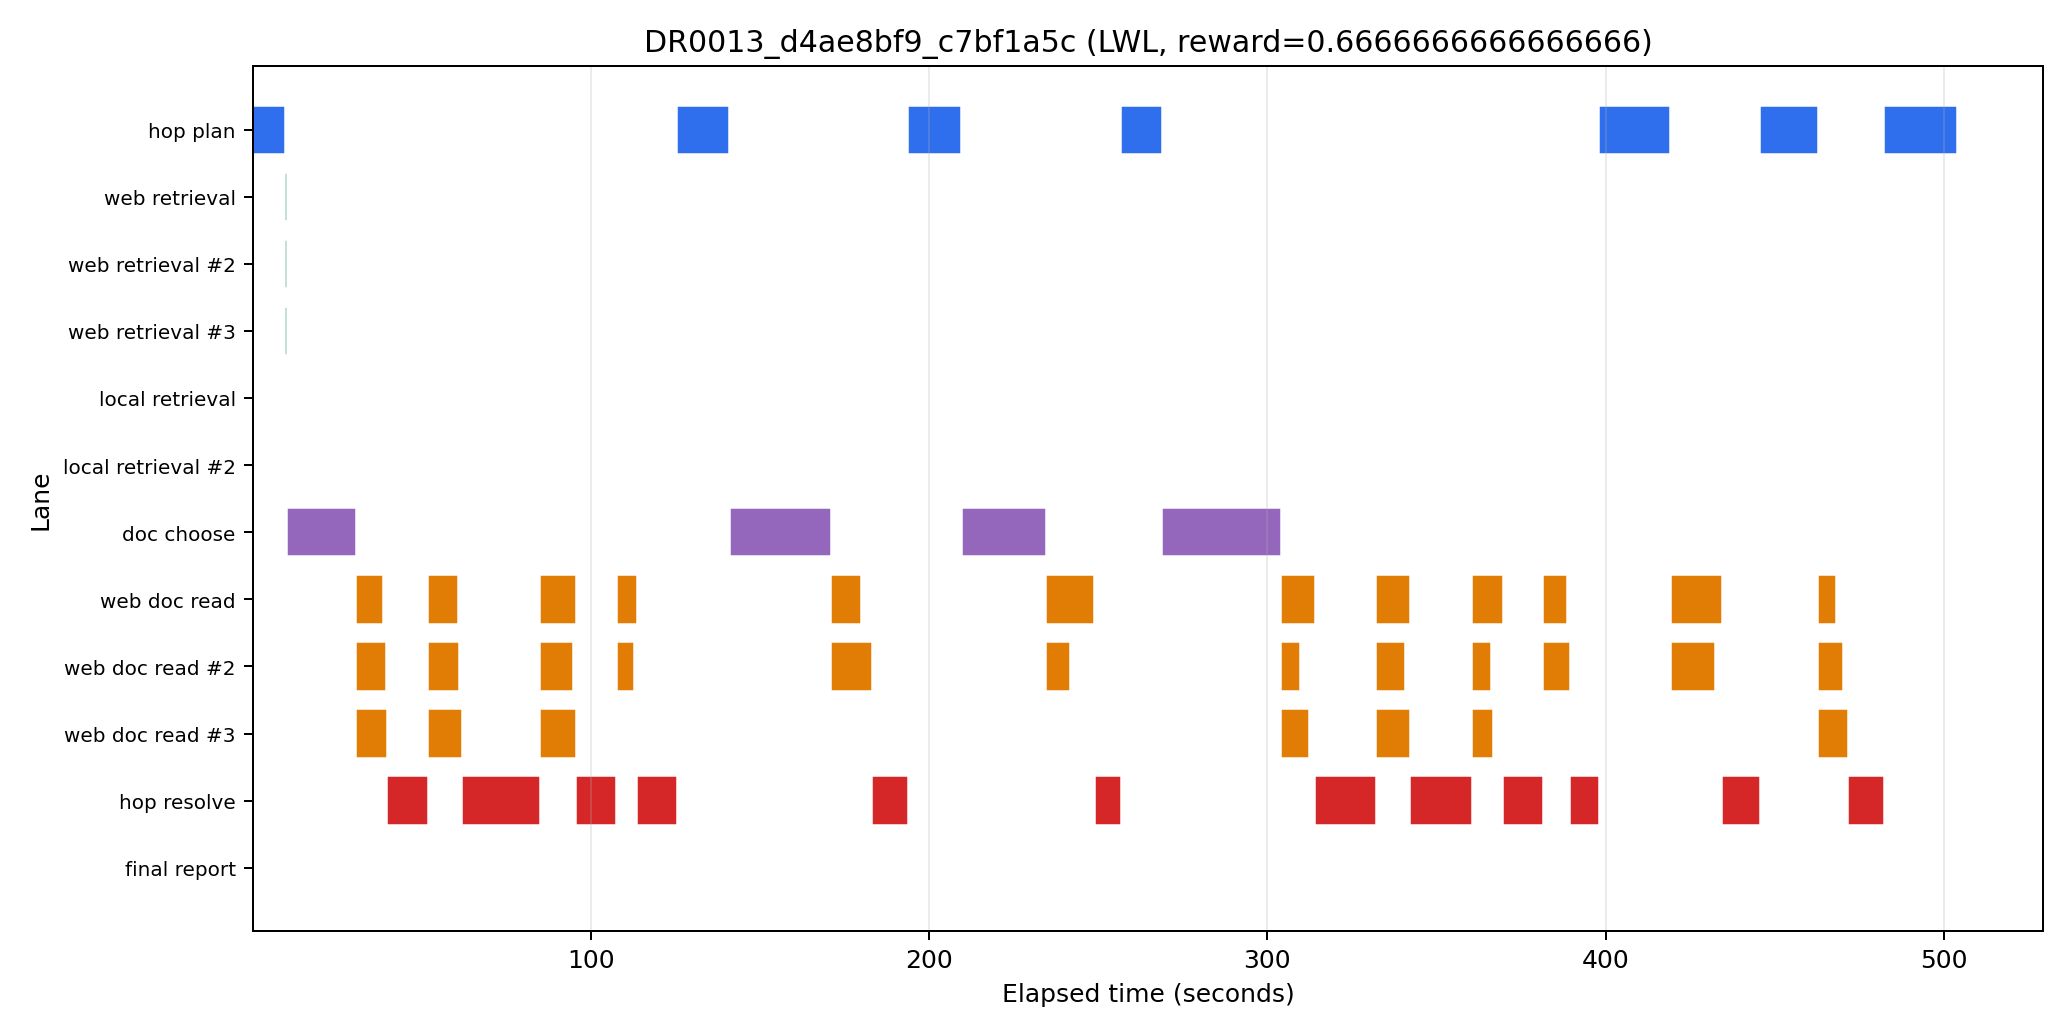 DR0013_d4ae8bf9_c7bf1a5c (LWL, reward=0.6666666666666666)
Lane
hop plan
web retrieval
web retrieval #2
web retrieval #3
local retrieval
local retrieval #2
doc choose
web doc read
web doc read #2
web doc read #3
hop resolve
final report
100 200 300 400 500
Elapsed time (seconds)